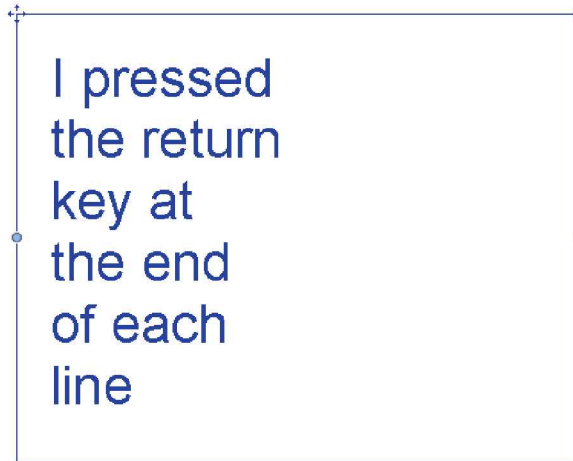 I pressed
the return
key at
the end
of each
line